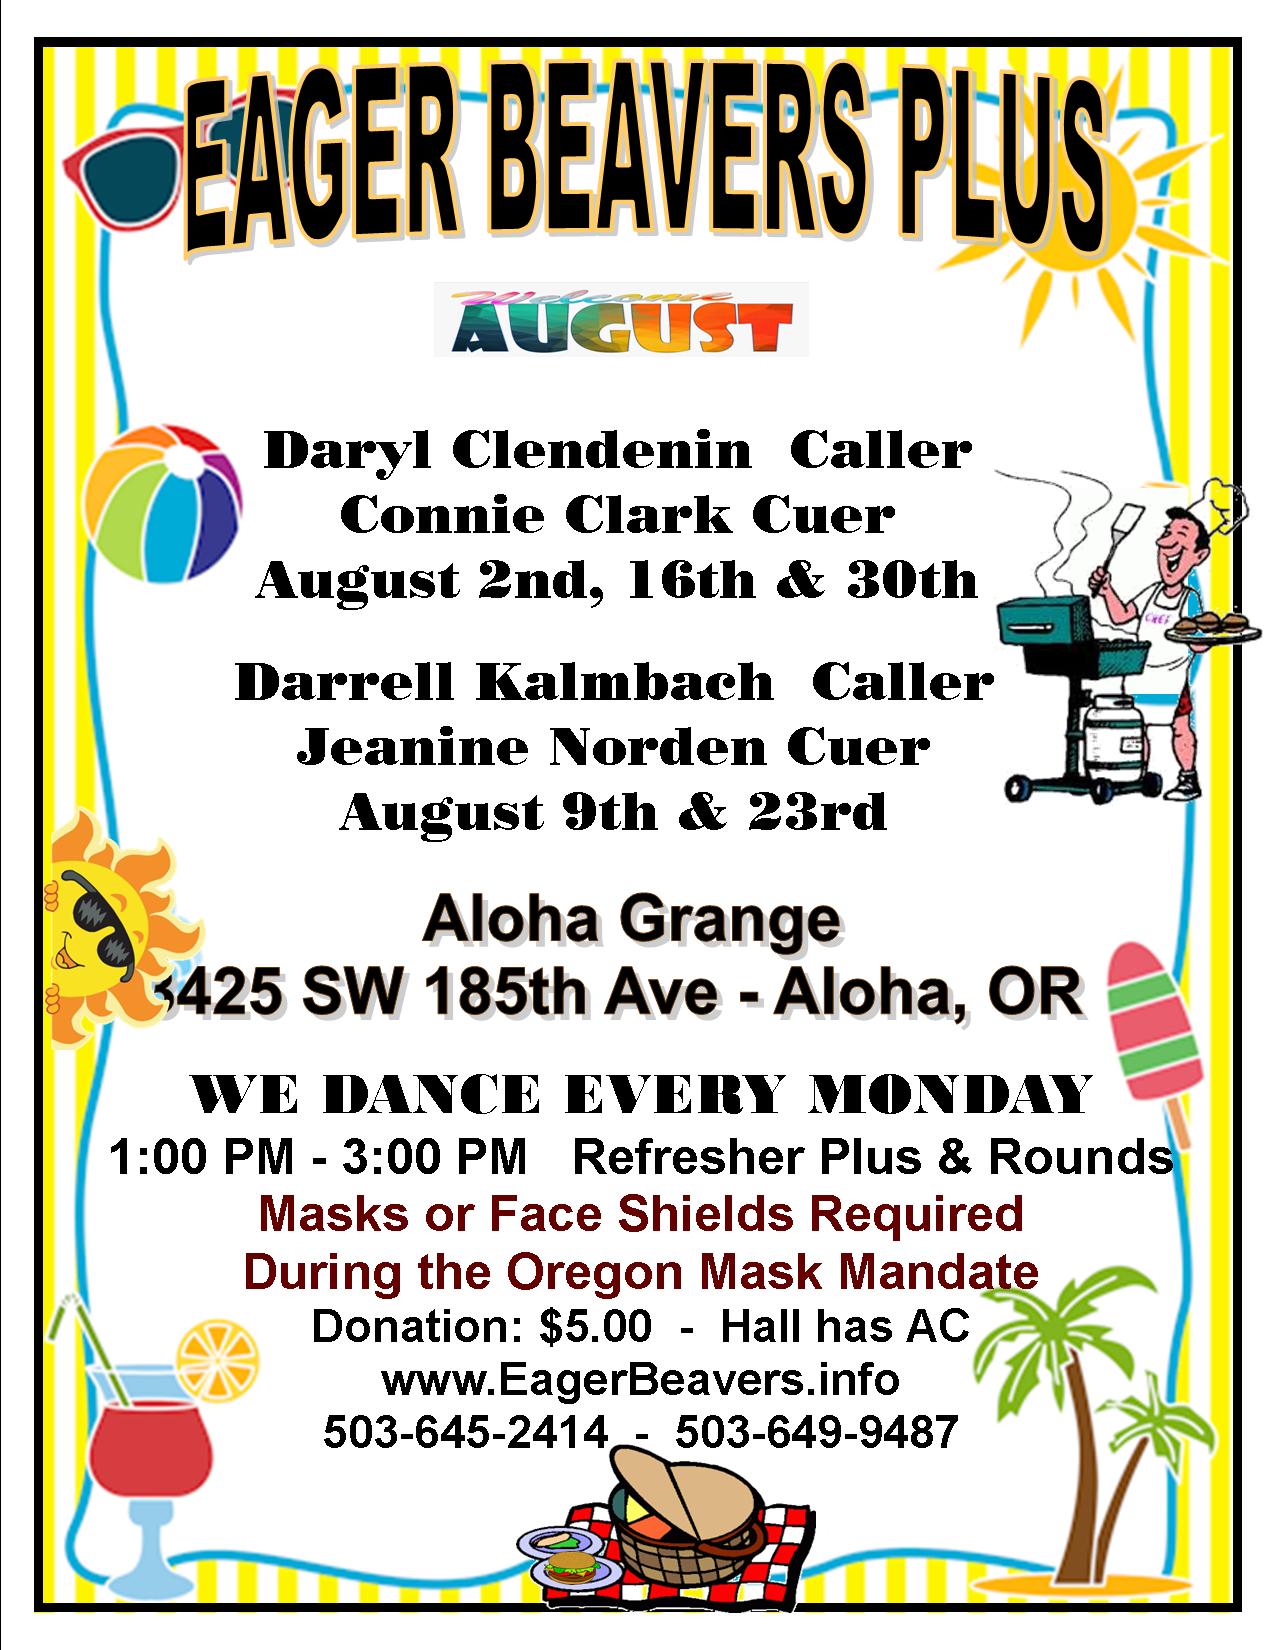 EAGER BEAVERS PLUS
Welcome
AUGUST
Daryl Clendenin Caller
Connie Clark Cuer
August 2nd, 16th & 30th
Darrell Kalmbach Caller
Jeanine Norden Cuer
August 9th & 23rd
CHEF
Aloha Grange
3425 SW 185th Ave - Aloha, OR
WE DANCE EVERY MONDAY
1:00 PM - 3:00 PM Refresher Plus & Rounds
Masks or Face Shields Required
During the Oregon Mask Mandate
Donation: $5.00 - Hall has AC
www.EagerBeavers.info
503-645-2414 - 503-649-9487